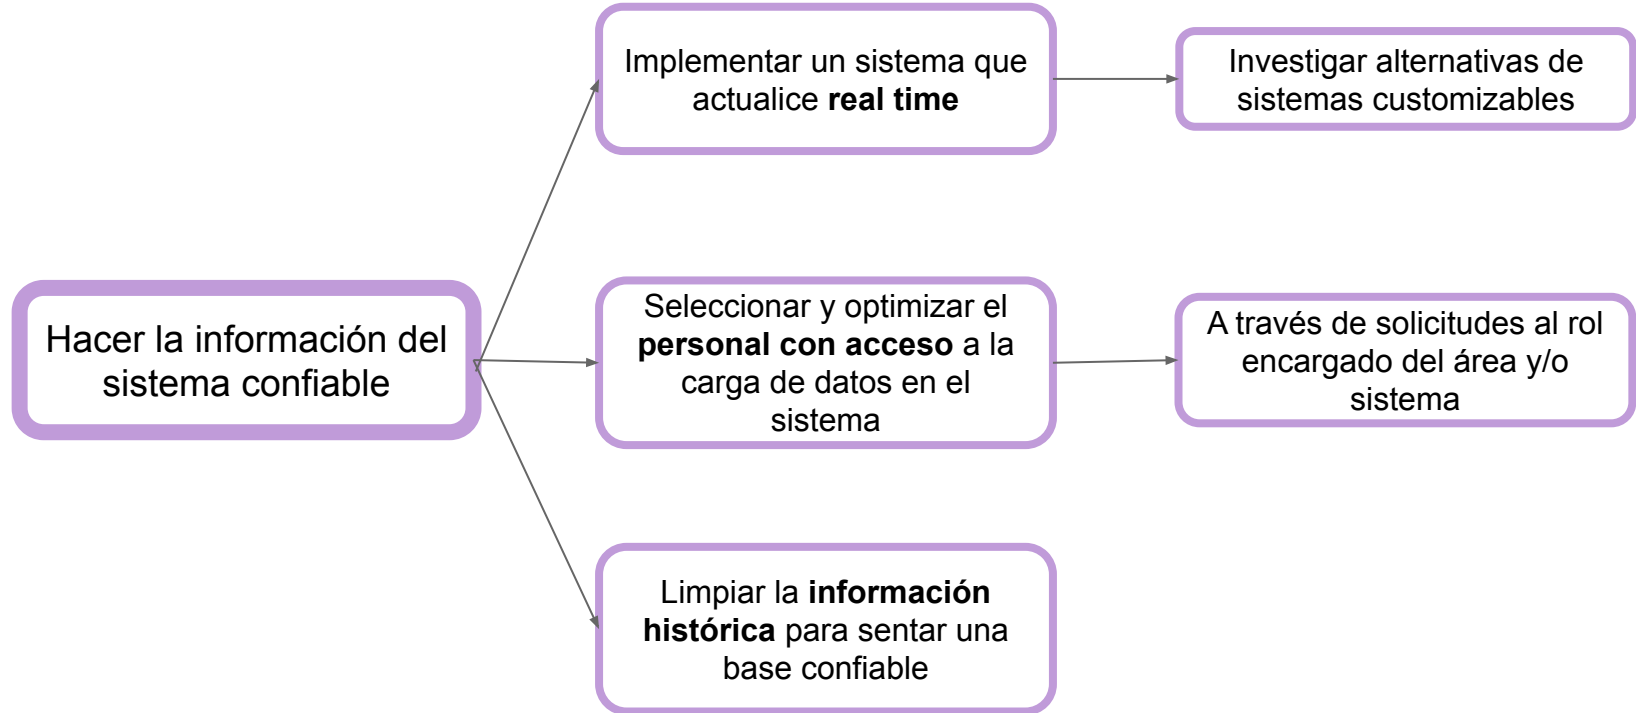 Implementar un sistema que
actualice real time
Investigar alternativas de
sistemas customizables
Hacer la información del
sistema confiable
Seleccionar y optimizar el
personal con acceso a la
carga de datos en el
sistema
A través de solicitudes al rol
encargado del área y/o
sistema
Limpiar la información
histórica para sentar una
base confiable